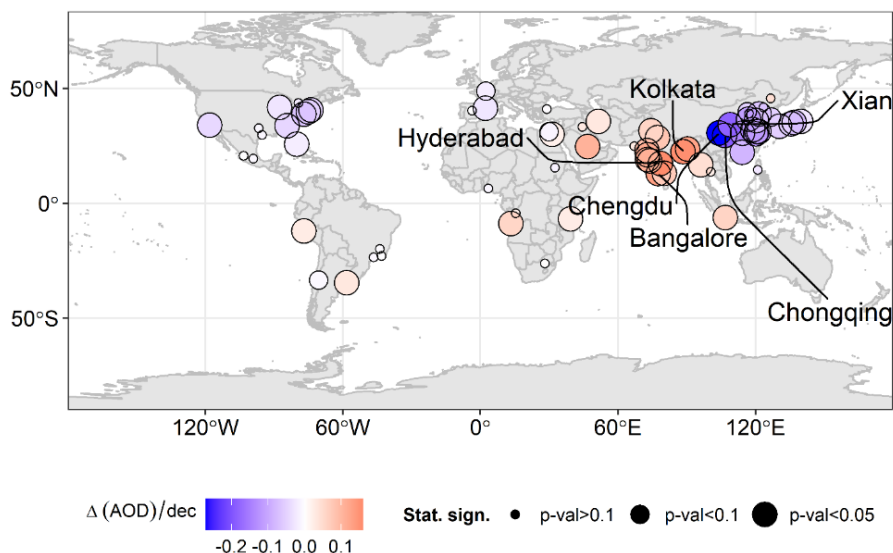 50°N
0°
50°S
Kolkata
Xian
Hyderabad
Chengdu
Bangalore
Chongqing
120°W 60°W 0° 60°E 120°E
Δ (AOD)/dec
-0.2 -0.1 0.0 0.1
Stat. sign. p-val>0.1 p-val<0.1 p-val<0.05